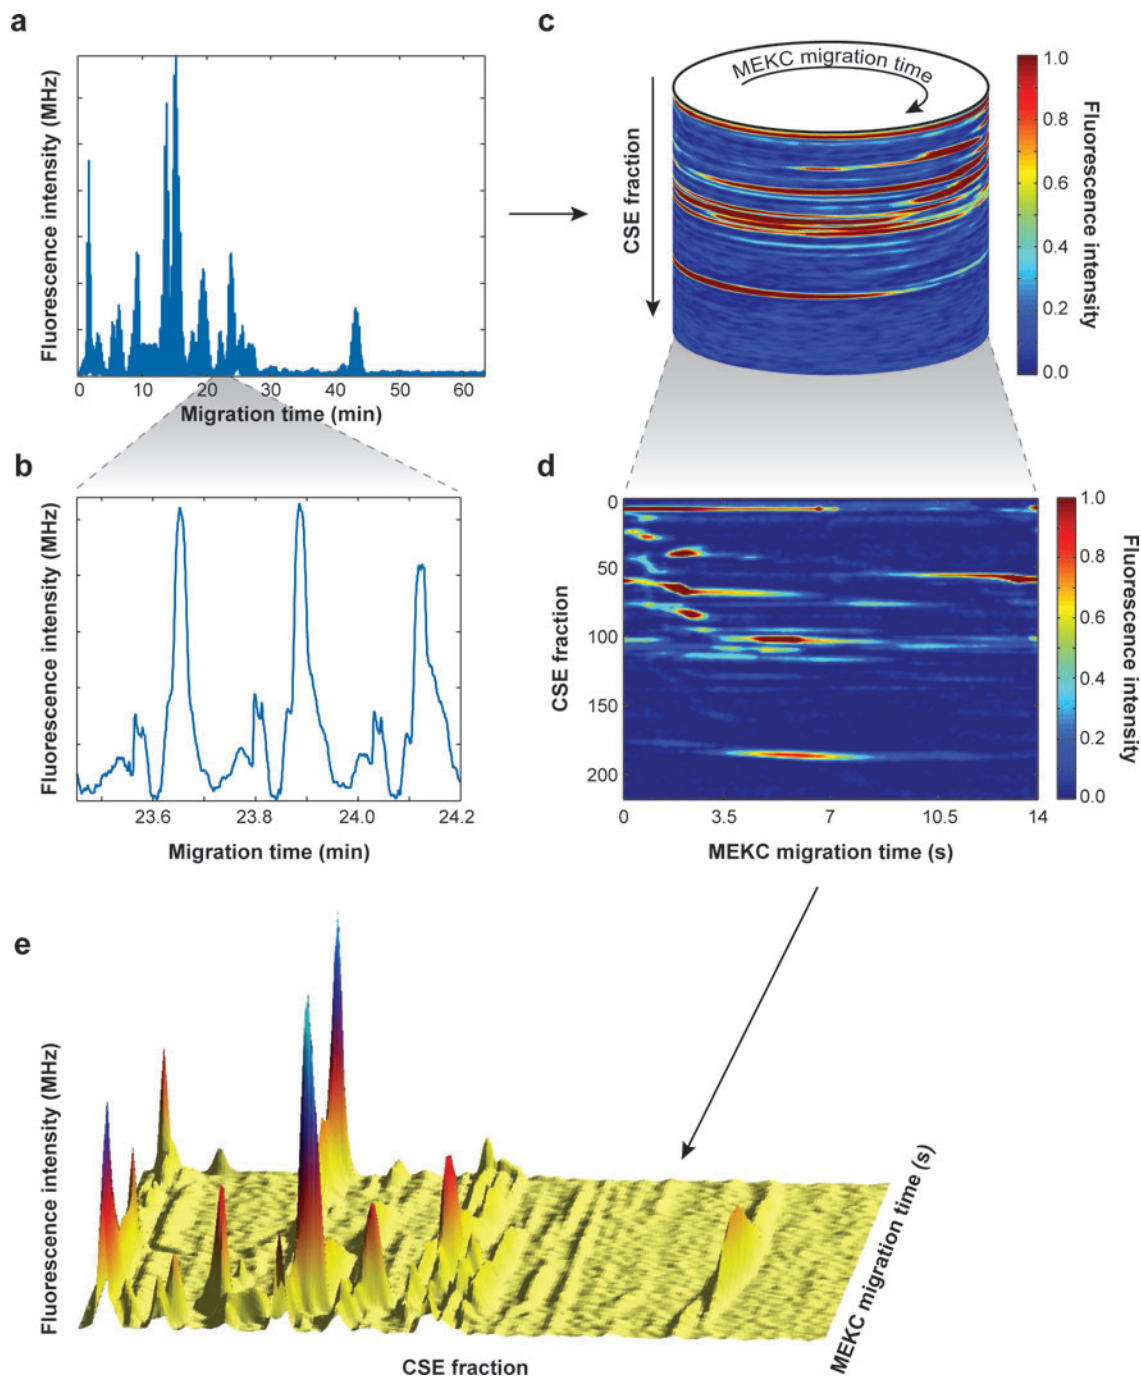 a
Fluorescence intensity (MHz)
0 10 20 30 40 50 60
Migration time (min)
b
Fluorescence intensity (MHz)
23.6 23.8 24.0 24.2
Migration time (min)
c
MEKC migration time
CSE fraction
1.0
0.8
0.6
0.4
0.2
0.0
Fluorescence intensity
d
0
50
100
150
200
CSE fraction
0 3.5 7 10.5 14
MEKC migration time (s)
1.0
0.8
0.6
0.4
0.2
0.0
Fluorescence intensity
e
Fluorescence intensity (MHz)
CSE fraction
MEKC migration time (s)